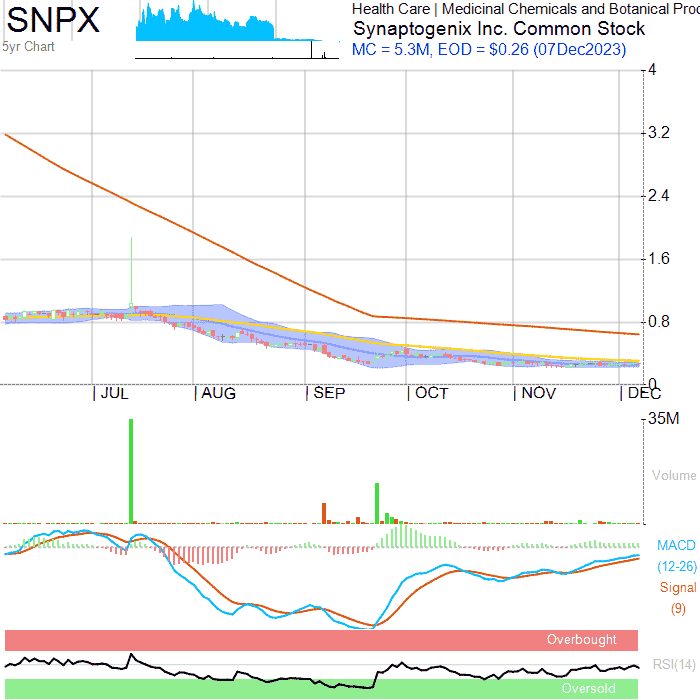 SNPX
5yr Chart
Health Care | Medicinal Chemicals and Botanical Proc
Synaptogenix Inc. Common Stock
MC = 5.3M, EOD = $0.26 (07Dec2023)
4
3.2
2.4
1.6
0.8
0
JUL AUG SEP OCT NOV DEC
35M
Volume
MACD
(12-26)
Signal
(9)
Overbought
RSI(14)
Oversold